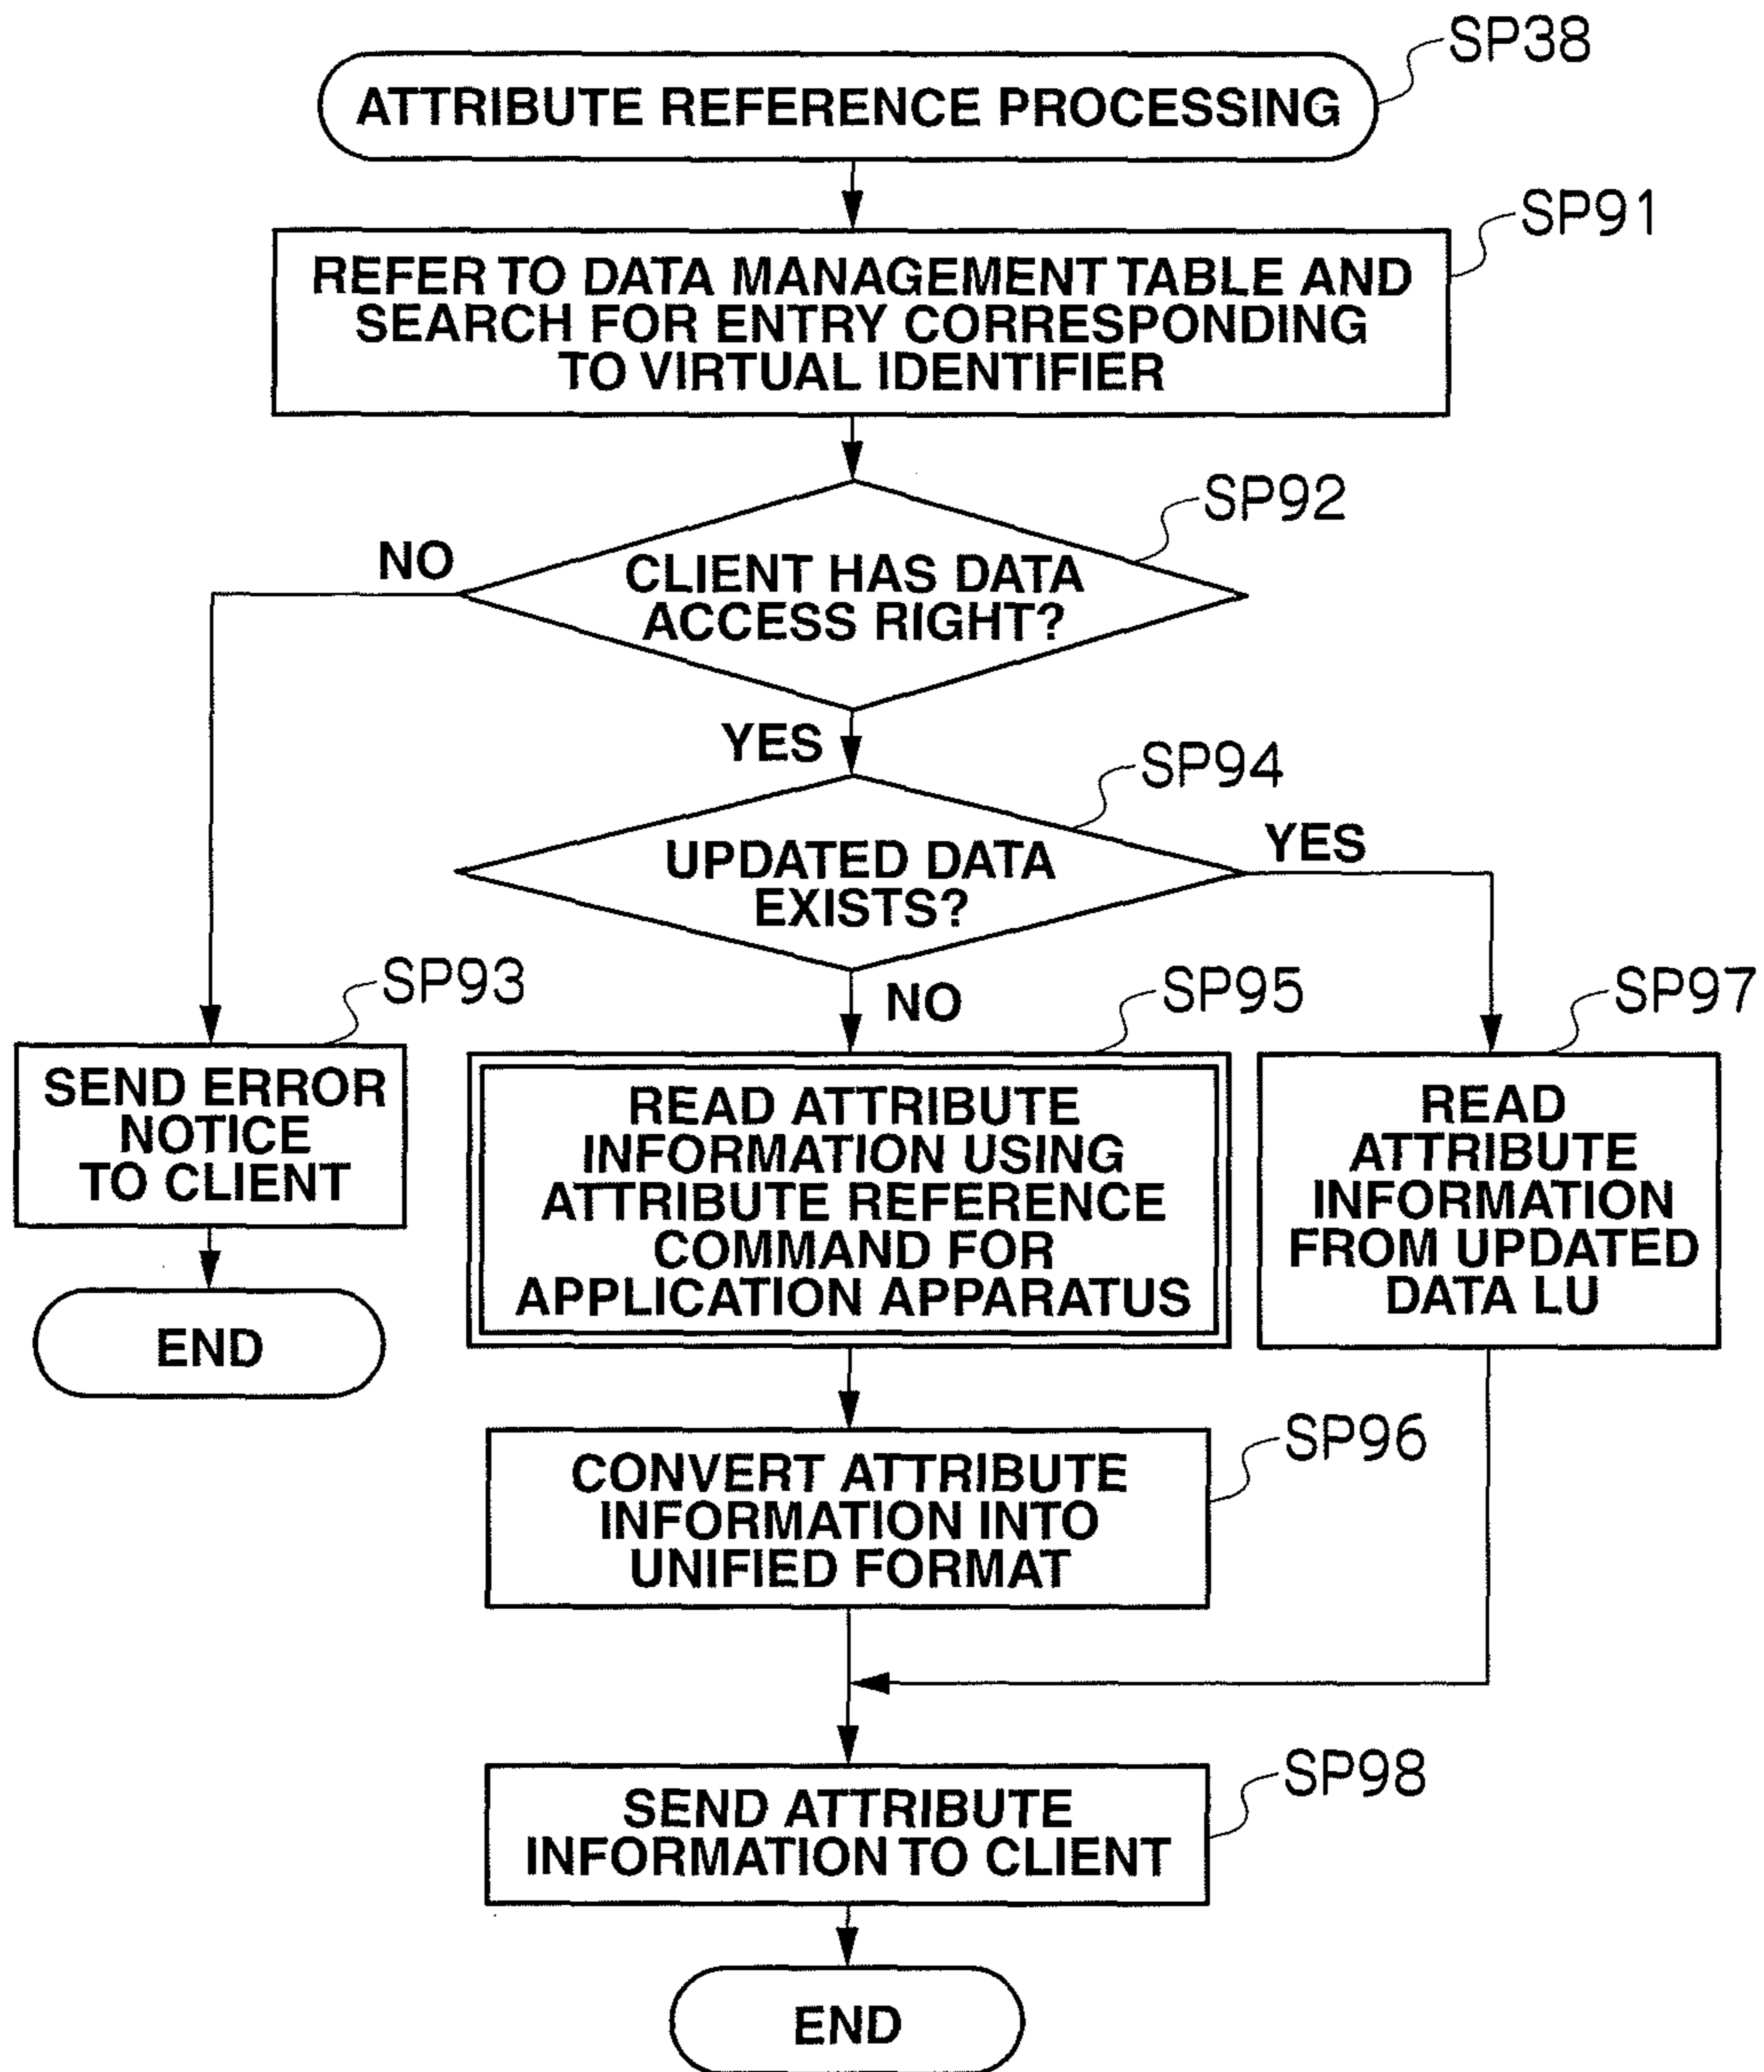 SP38
ATTRIBUTE REFERENCE PROCESSING
SP91
REFER TO DATA MANAGEMENT TABLE AND
SEARCH FOR ENTRY CORRESPONDING
TO VIRTUAL IDENTIFIER
SP92
NO
CLIENT HAS DATA
ACCESS RIGHT?
YES
SP94
UPDATED DATA
EXISTS?
YES
SP93
NO
SP95
SP97
SEND ERROR
NOTICE
TO CLIENT
END
READ ATTRIBUTE
INFORMATION USING
ATTRIBUTE REFERENCE
COMMAND FOR
APPLICATION APPARATUS
READ
ATTRIBUTE
INFORMATION
FROM UPDATED
DATA LU
SP96
CONVERT ATTRIBUTE
INFORMATION INTO
UNIFIED FORMAT
SP98
SEND ATTRIBUTE
INFORMATION TO CLIENT
END